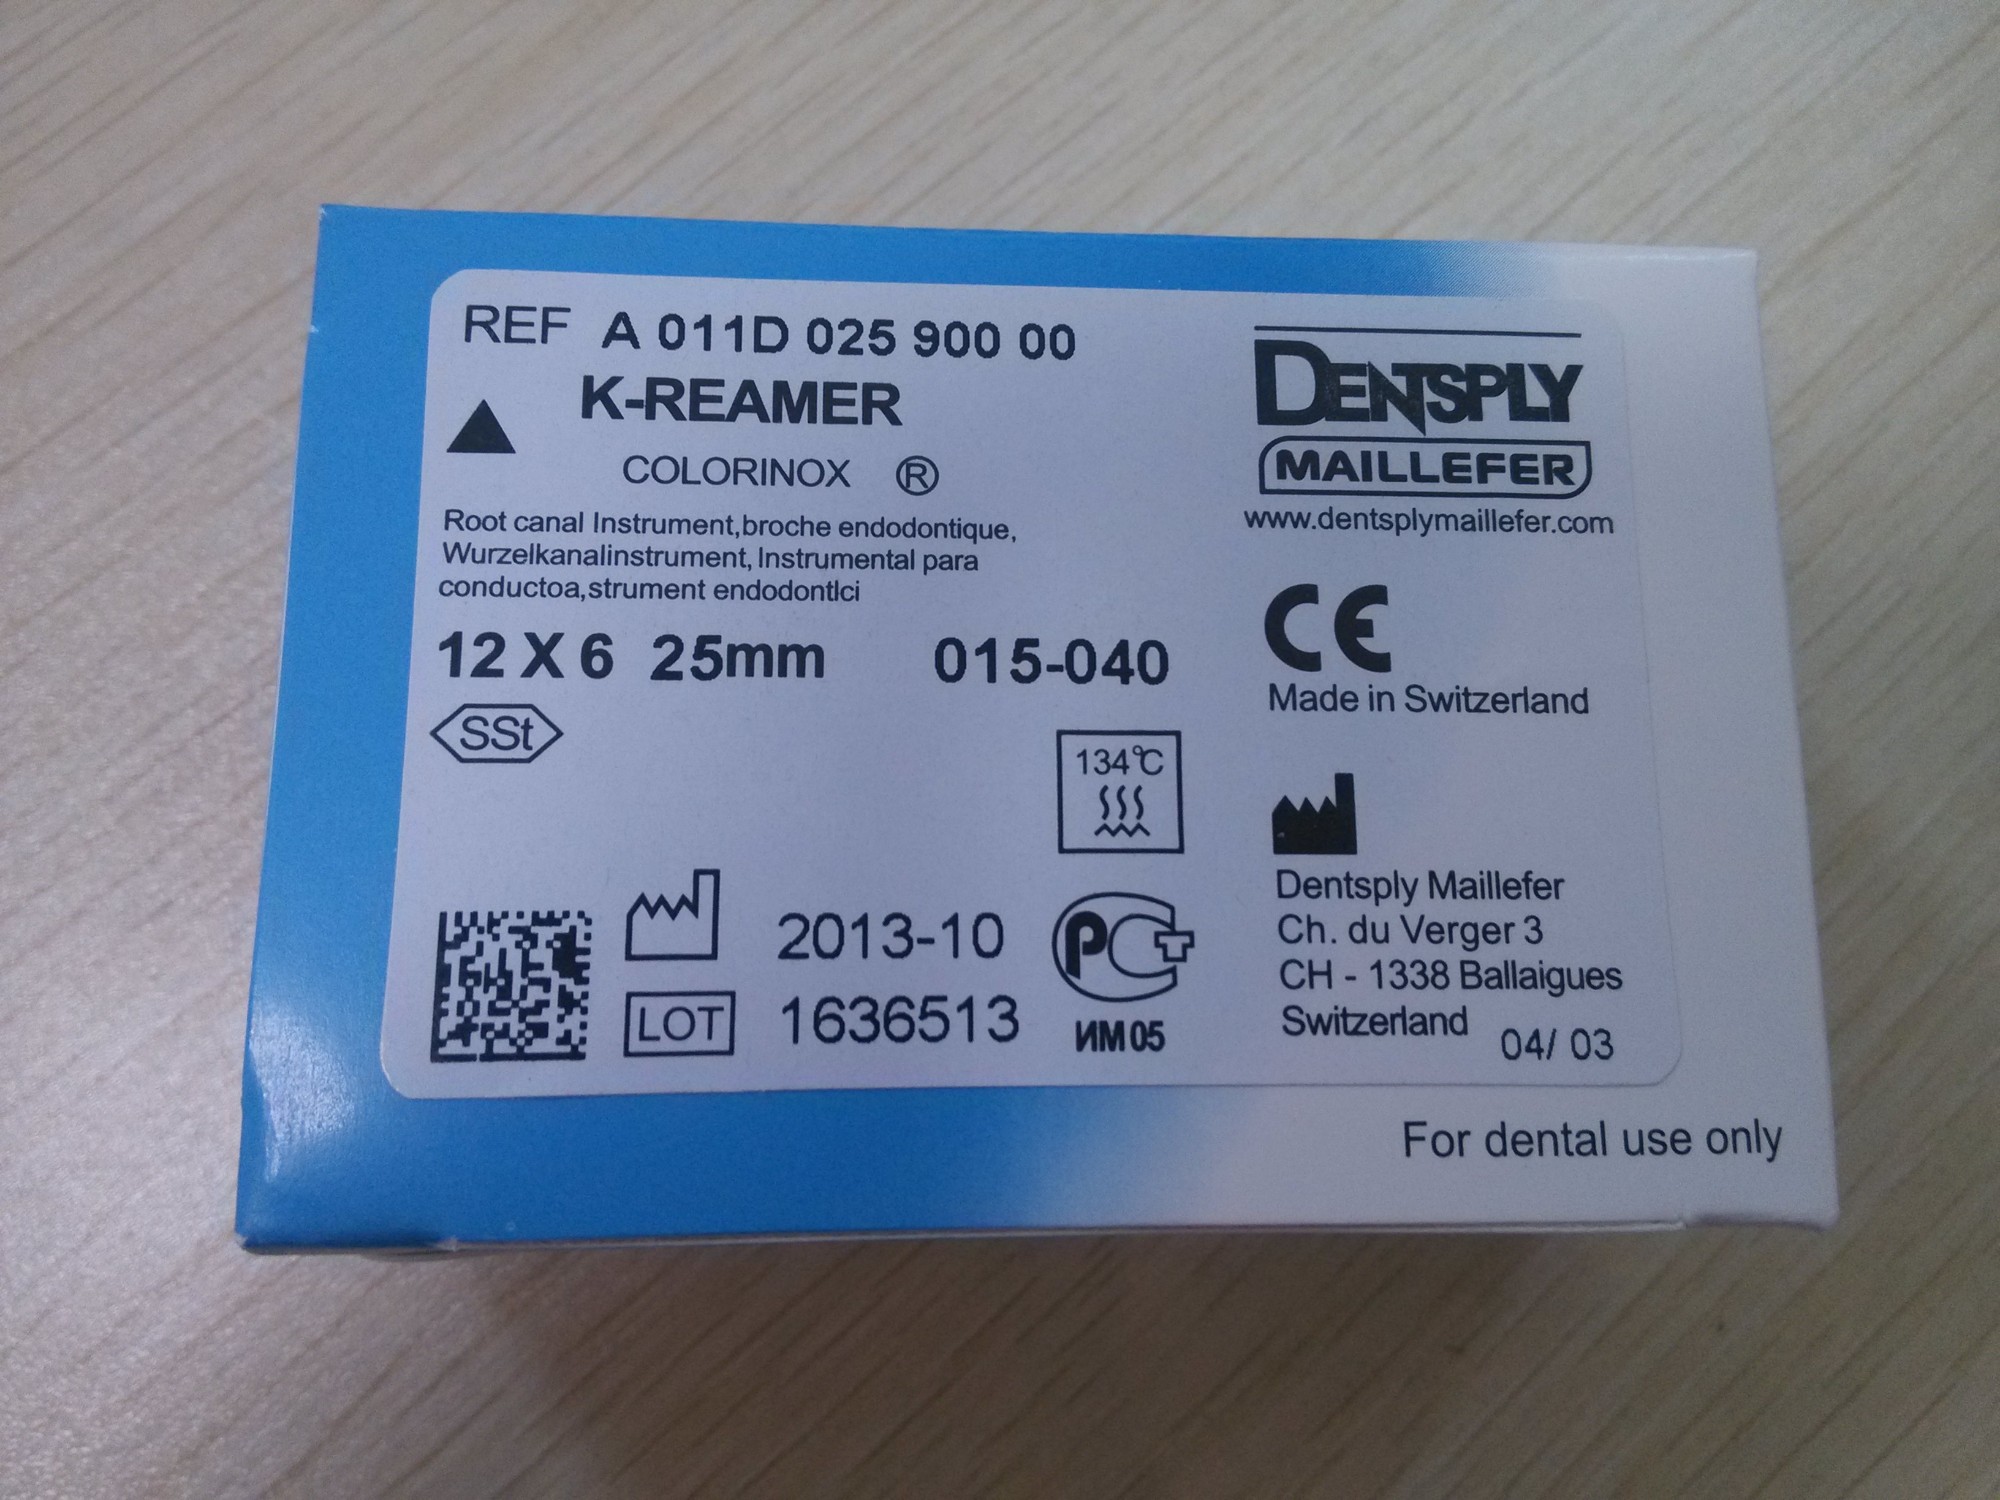 REF A 011D 025 900 00
K-REAMER
COLORINOX ®
Root canal Instrument,broche endodontique,
Wurzelkanalinstrument, Instrumental para
conductoa,strument endodontIci
12 X 6 25mm 015-040
SSt
134°C
2013-10
LOT 1636513
РСТ
ИМ05
DENTSPLY
MAILLEFER
www.dentsplymaillefer.com
CE
Made in Switzerland
Dentsply Maillefer
Ch. du Verger 3
CH - 1338 Ballaigues
Switzerland
04/ 03
For dental use only